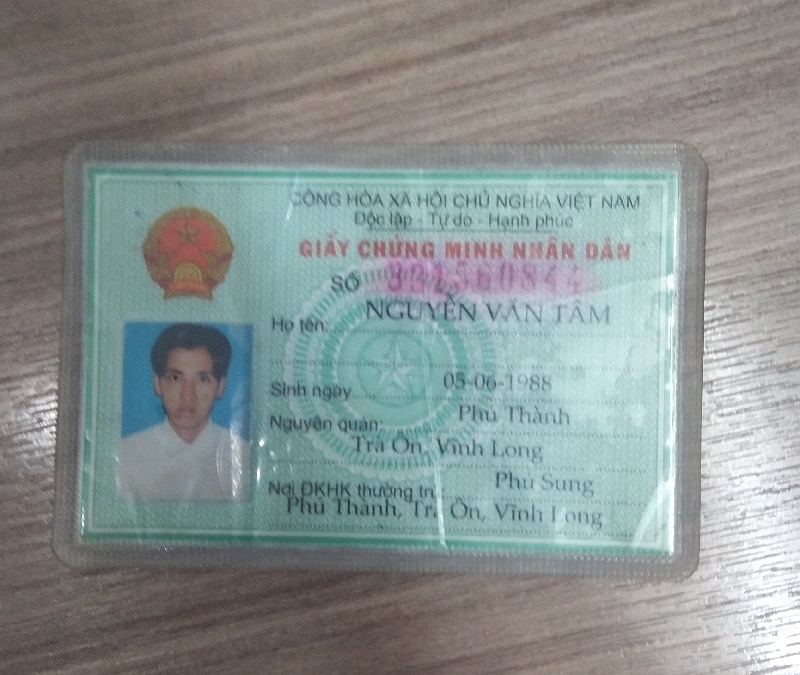 CỘNG HÒA XÃ HỘI CHỦ NGHĨA VIỆT NAM
Độc lập - Tự do - Hạnh phúc
GIẤY CHỨNG MINH NHÂN DÂN
SỐ 331560844
Họ tên: NGUYỄN VĂN TÂM
Sinh ngày 05-06-1988
Nguyên quán: Phú Thành
Trà Ôn, Vĩnh Long
Nơi ĐKHK thường trú: Phú Sung
Phú Thành, Trà Ôn, Vĩnh Long